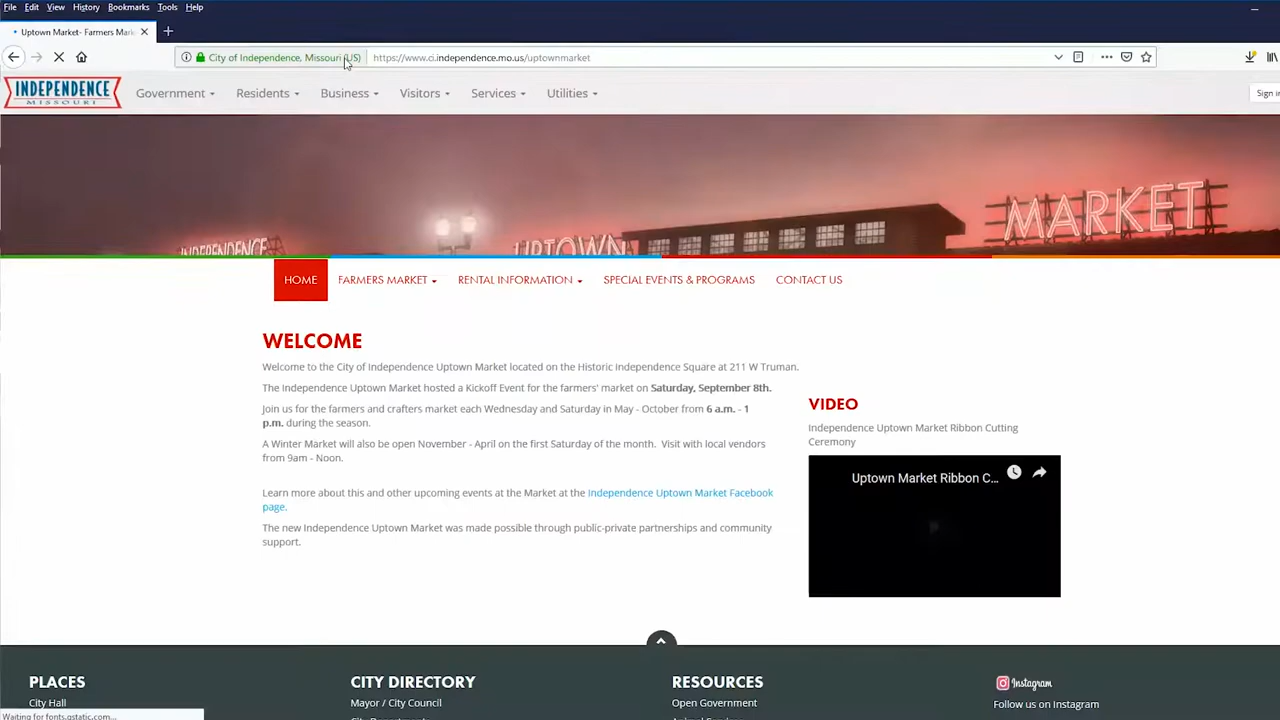 File Edit View History Bookmarks Tools Help
Uptown Market- Farmers Mark
City of Independence, Missouri (US) https://www.ci.independence.mo.us/uptownmarket
INDEPENDENCE
MISSOURI
Government Residents Business Visitors Services Utilities Sign in
INDEPENDENCE UPTOWN MARKET
HOME FARMERS MARKET RENTAL INFORMATION SPECIAL EVENTS & PROGRAMS CONTACT US
WELCOME
Welcome to the City of Independence Uptown Market located on the Historic Independence Square at 211 W Truman.
The Independence Uptown Market hosted a Kickoff Event for the farmers' market on Saturday, September 8th.
Join us for the farmers and crafters market each Wednesday and Saturday in May - October from 6 a.m. - 1
p.m. during the season.
A Winter Market will also be open November - April on the first Saturday of the month. Visit with local vendors
from 9am - Noon.
Learn more about this and other upcoming events at the Market at the Independence Uptown Market Facebook
page.
The new Independence Uptown Market was made possible through public-private partnerships and community
support.
VIDEO
Independence Uptown Market Ribbon Cutting
Ceremony
Uptown Market Ribbon C...
PLACES
City Hall
CITY DIRECTORY
Mayor / City Council
RESOURCES
Open Government
Instagram
Follow us on Instagram
Waiting for fonts.gstatic.com...